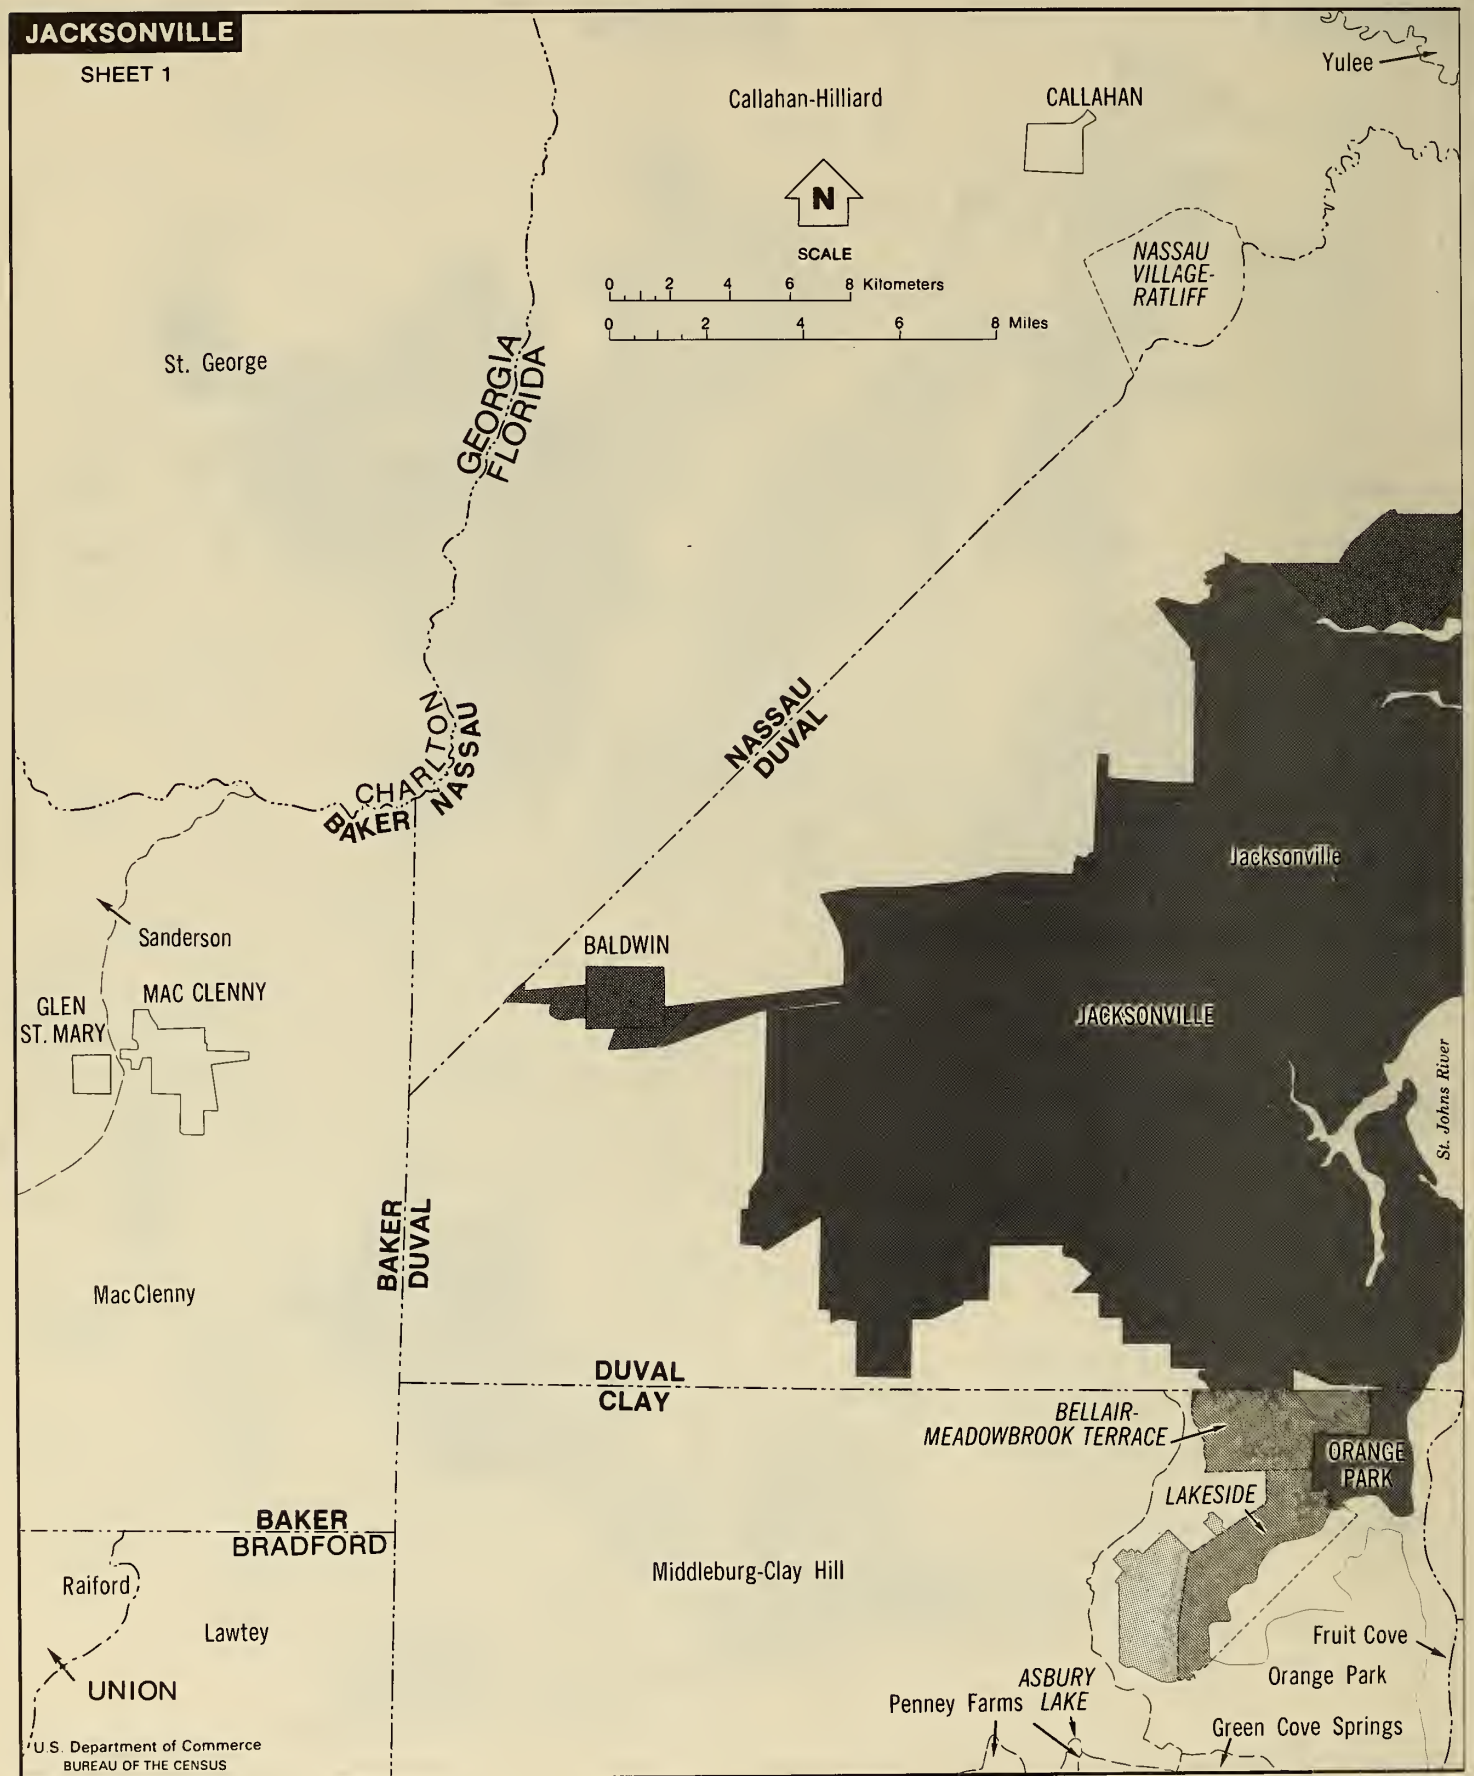 JACKSONVILLE
SHEET 1
Yulee
Callahan-Hilliard
CALLAHAN
N
SCALE
0 2 4 6 8 Kilometers
0 2 4 6 8 Miles
NASSAU
VILLAGE-
RATLIFF
St. George
GEORGIA
FLORIDA
CHARLTON
NASSAU
BAKER
NASSAU
DUVAL
Jacksonville
Sanderson
BALDWIN
GLEN
ST. MARY
MAC CLENNY
JACKSONVILLE
St. Johns River
BAKER
DUVAL
MacClenny
DUVAL
CLAY
BELLAIR-
MEADOWBROOK TERRACE
ORANGE
PARK
LAKESIDE
BAKER
BRADFORD
Raiford
Middleburg-Clay Hill
Lawtey
Fruit Cove
UNION
Orange Park
ASBURY
LAKE
Penney Farms
Green Cove Springs
U.S. Department of Commerce
BUREAU OF THE CENSUS